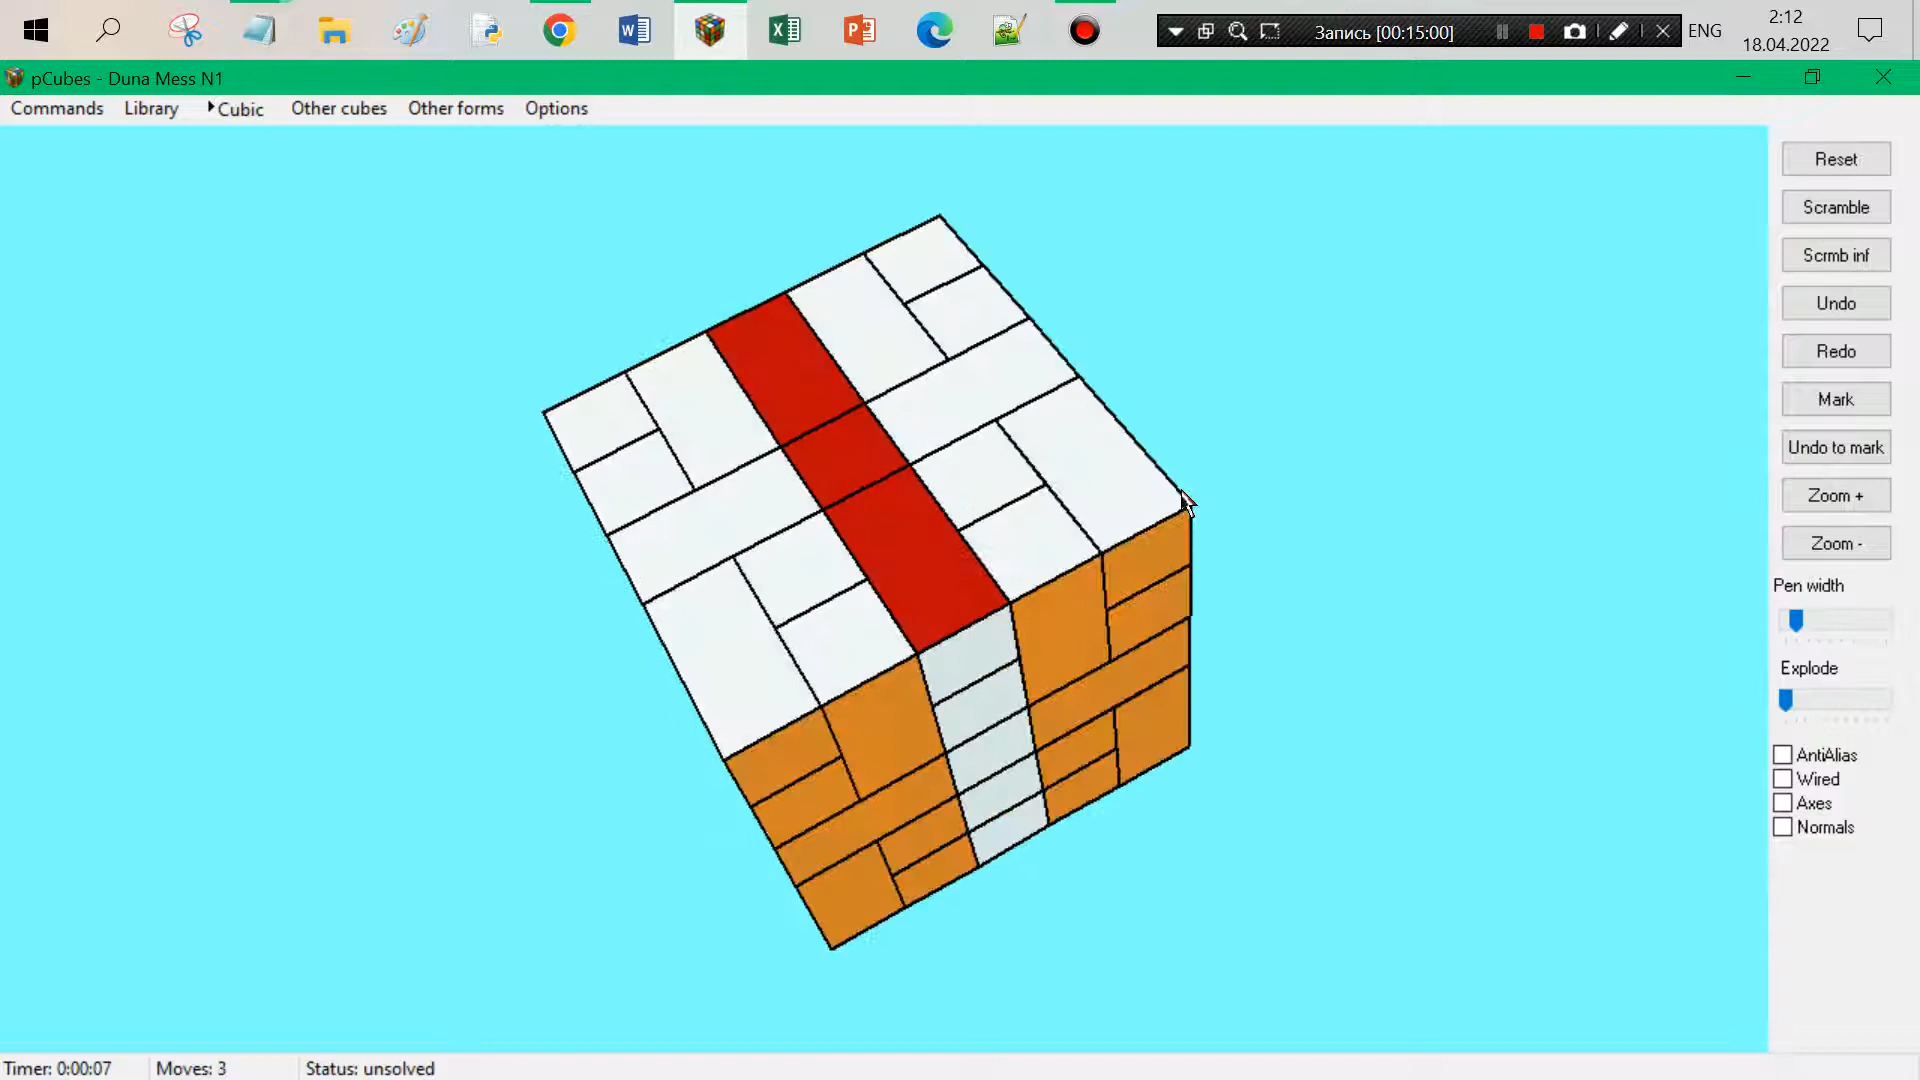 Запись [00:15:00]
ENG
2:12
18.04.2022
pCubes - Duna Mess N1
Commands Library Cubic Other cubes Other forms Options
Reset
Scramble
Scrmb inf
Undo
Redo
Mark
Undo to mark
Zoom +
Zoom -
Pen width
Explode
AntiAlias
Wired
Axes
Normals
Timer: 0:00:07 Moves: 3 Status: unsolved